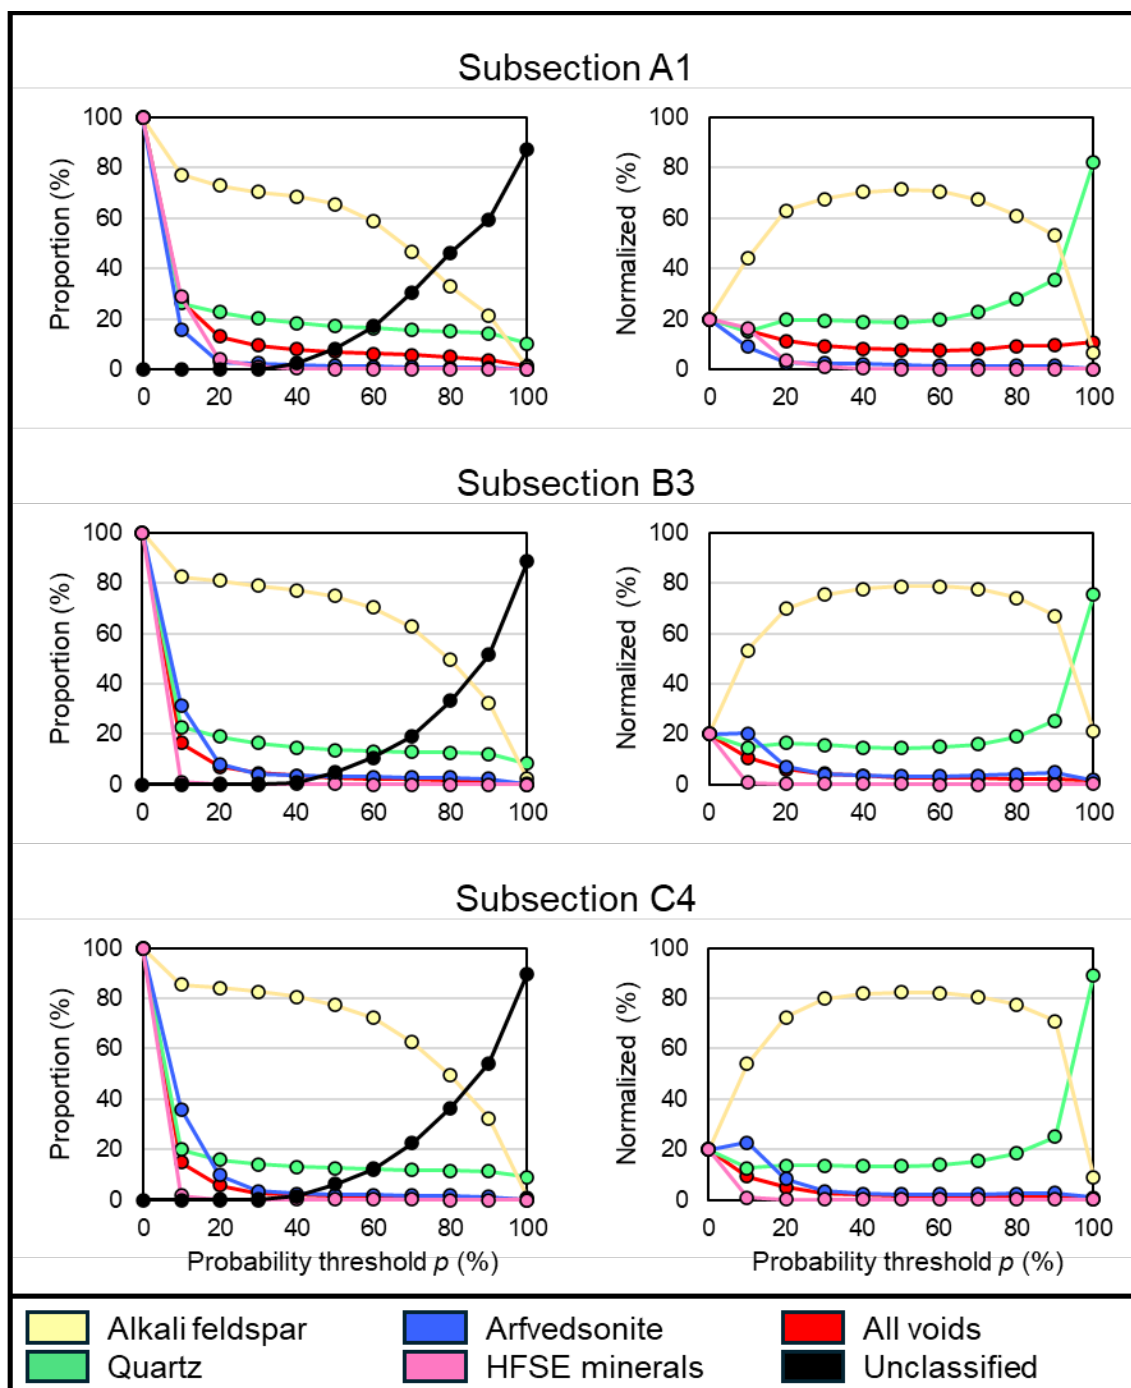 Subsection A1
Proportion (%)
100
80
60
40
20
0
0 20 40 60 80 100
Normalized (%)
100
80
60
40
20
0
0 20 40 60 80 100
Subsection B3
Proportion (%)
100
80
60
40
20
0
0 20 40 60 80 100
Normalized (%)
100
80
60
40
20
0
0 20 40 60 80 100
Subsection C4
Proportion (%)
100
80
60
40
20
0
0 20 40 60 80 100
Probability threshold p (%)
Normalized (%)
100
80
60
40
20
0
0 20 40 60 80 100
Probability threshold p (%)
Alkali feldspar Arfvedsonite All voids
Quartz HFSE minerals Unclassified